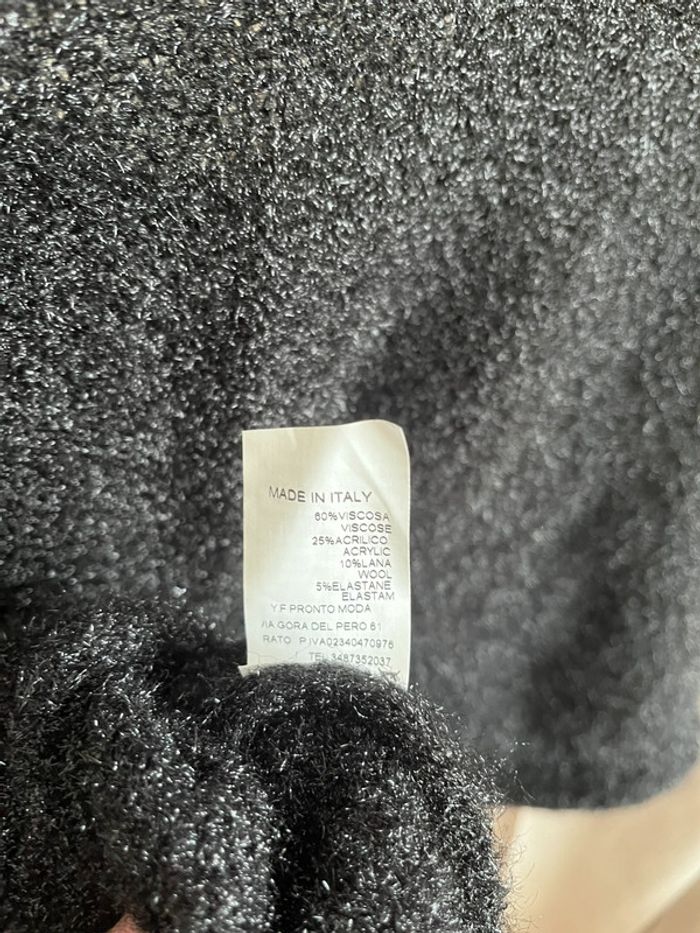 MADE IN ITALY
60%VISCOSA
VISCOSE
25%ACRILICO
ACRYLIC
10%LANA
WOOL
5%ELASTANE
ELASTAM
Y.F PRONTO MODA
VIA GORA DEL PERO 61
RATO P.IVA02340470976
TEL 3487352037